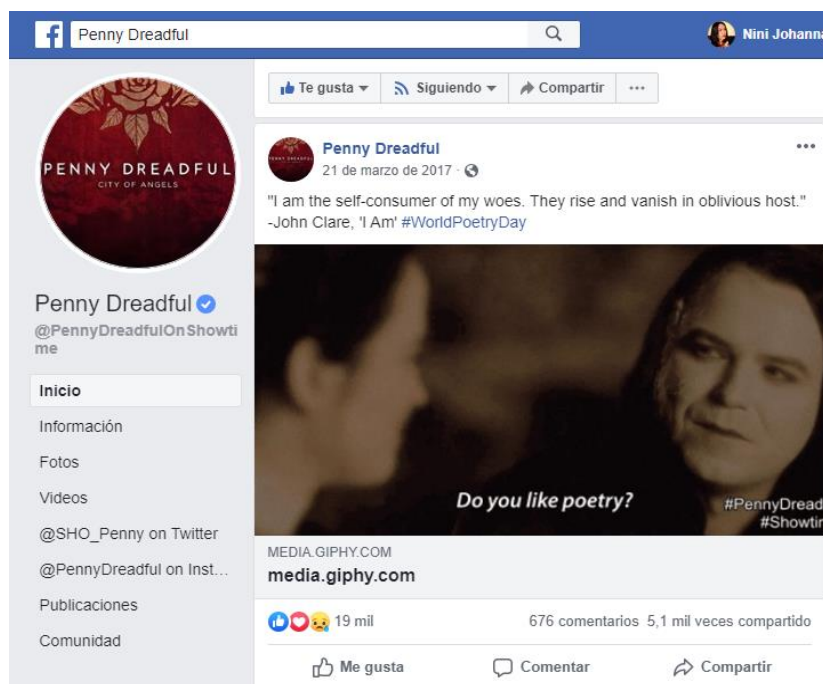 Penny Dreadful
Nini Johanna
PENNY DREADFUL
CITY OF ANGELS
Penny Dreadful
@PennyDreadfulOnShowti
me
Inicio
Información
Fotos
Videos
@SHO_Penny on Twitter
@PennyDreadful on Inst...
Publicaciones
Comunidad
Te gusta Siguiendo Compartir ...
Penny Dreadful
21 de marzo de 2017 ·
"I am the self-consumer of my woes. They rise and vanish in oblivious host."
-John Clare, 'I Am' #WorldPoetryDay
Do you like poetry?
#PennyDread
#Showtin
MEDIA.GIPHY.COM
media.giphy.com
19 mil 676 comentarios 5,1 mil veces compartido
Me gusta Comentar Compartir